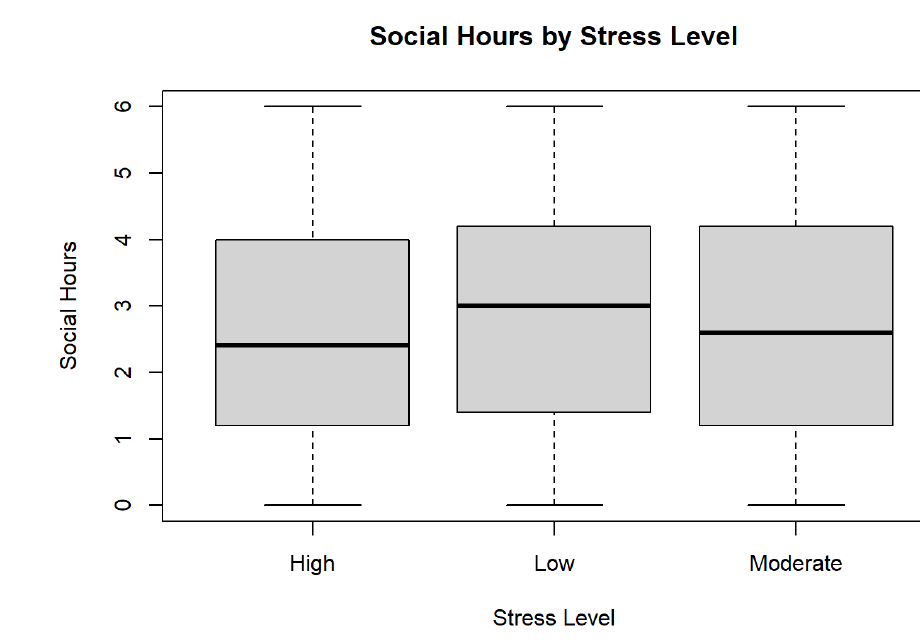 Social Hours by Stress Level
Social Hours
6
5
4
3
2
1
0
High
Low
Moderate
Stress Level